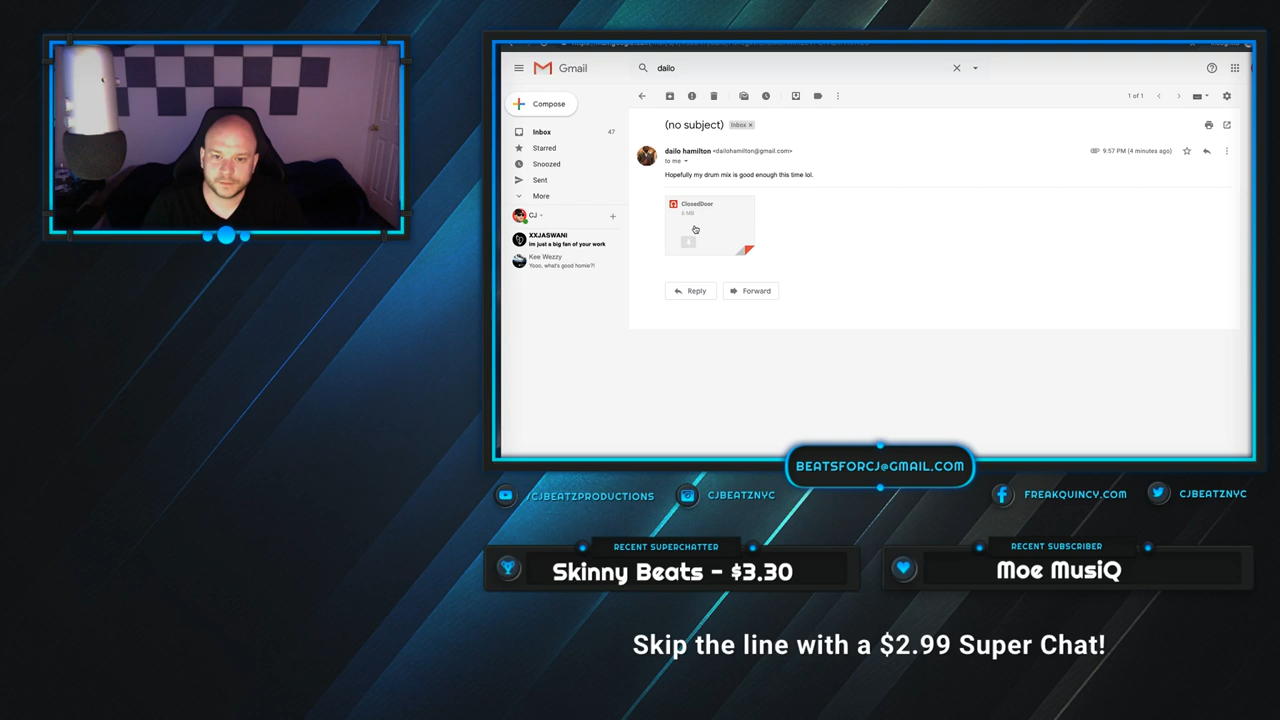 Gmail
dailo
Compose
1 of 1
(no subject)
Inbox x
Inbox 47
Starred
Snoozed
Sent
More
dailo hamilton <dailohamilton@gmail.com>
9:57 PM (4 minutes ago)
to me
Hopefully my drum mix is good enough this time lol.
ClosedDoor
6 MB
CJ
XXJASWANI
im just a big fan of your work
Kee Wezzy
Yooo, what's good homie?!
Reply
Forward
BEATSFORCJ@GMAIL.COM
/CJBEATZPRODUCTIONS
CJBEATZNYC
FREAKQUINCY.COM
CJBEATZNYC
RECENT SUPERCHATTER
Skinny Beats - $3.30
RECENT SUBSCRIBER
Moe MusiQ
Skip the line with a $2.99 Super Chat!